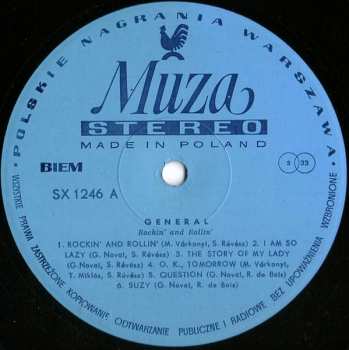 POLSKIE NAGRANIA WARSZAWA
Muza
STEREO
MADE IN POLAND
BIEM
S 33
SX 1246 A
GENERAL
Rockin' and Rollin'
1. ROCKIN' AND ROLLIN' (M. Várkonyi, S. Révész) 2. I AM SO
LAZY (G. Novai, S. Révész) 3. THE STORY OF MY LADY
(G. Novai, S. Révész) 4. O. K., TOMORROW (M. Várkonyi,
T. Miklós, S. Révész) 5. QUESTION (G. Novai, R. de Bois)
6. SUZY (G. Novai, R. de Bois)
WSZYSTKIE PRAWA ZASTRZEŻONE KOPIOWANIE ODTWARZANIE PUBLICZNE I RADIOWE BEZ UPOWAŻNIENIA WZBRONIONE